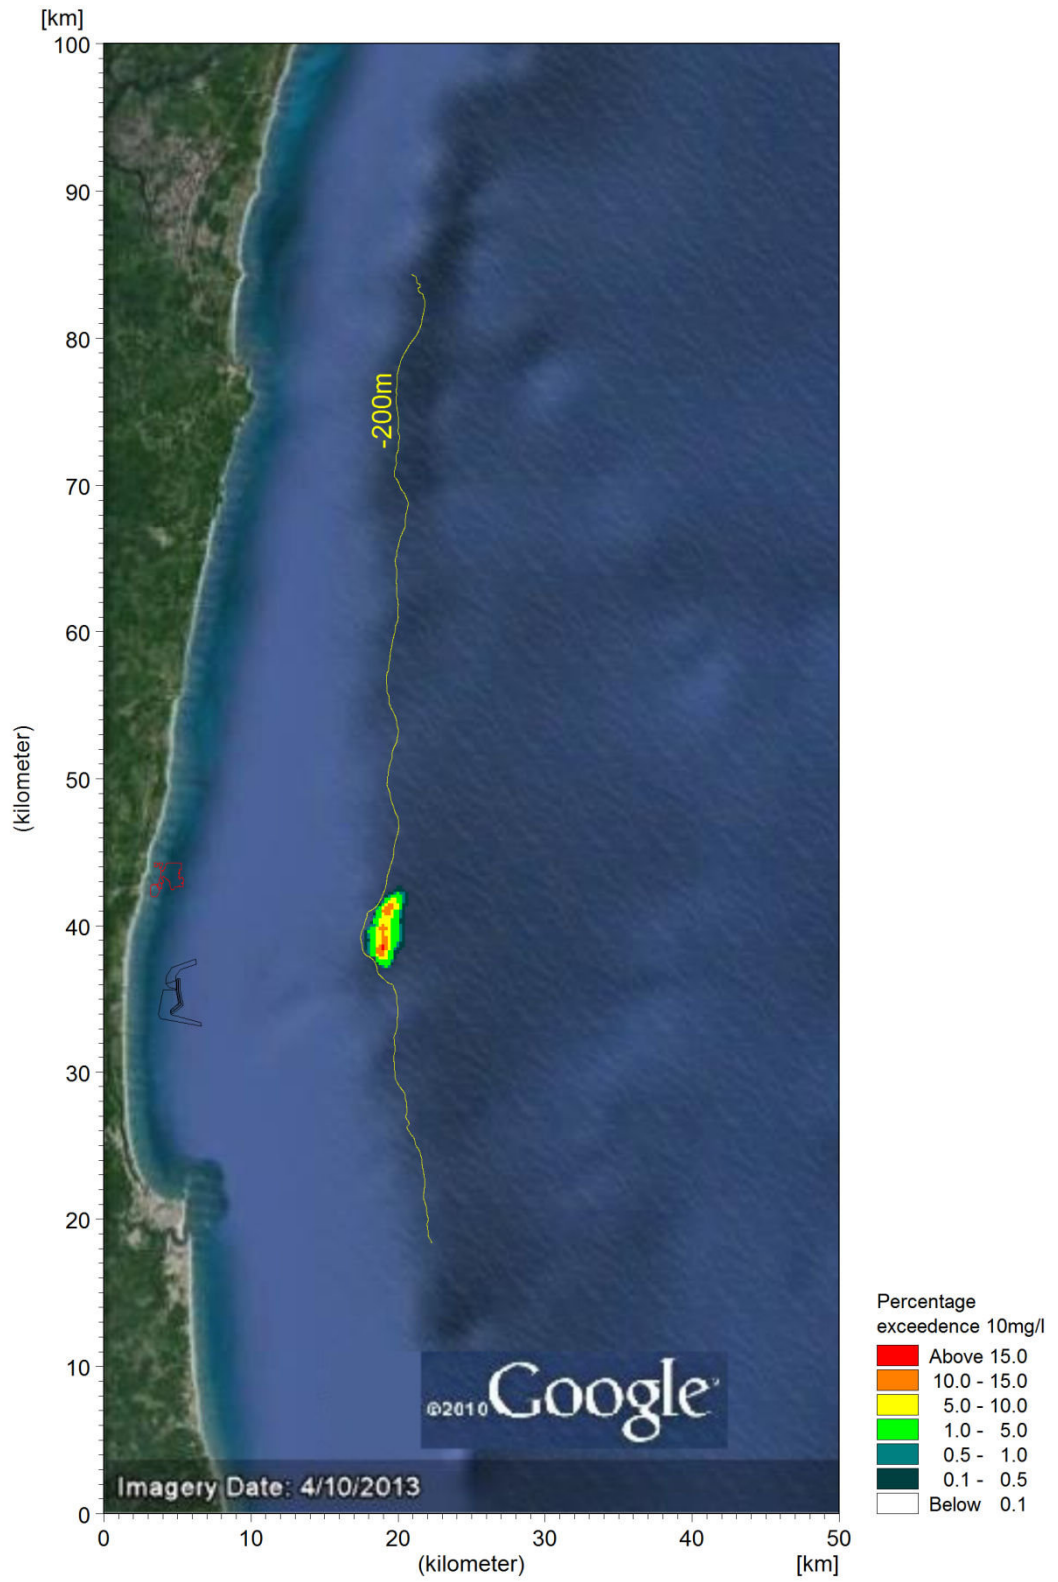 [km]
100
90
80
-200m
70
60
(kilometer)
50
40
30
20
10
0
©2010 Google
Imagery Date: 4/10/2013
0 10 20 30 40 50
(kilometer) [km]
Percentage
exceedence 10mg/l
Above 15.0
10.0 - 15.0
5.0 - 10.0
1.0 - 5.0
0.5 - 1.0
0.1 - 0.5
Below 0.1